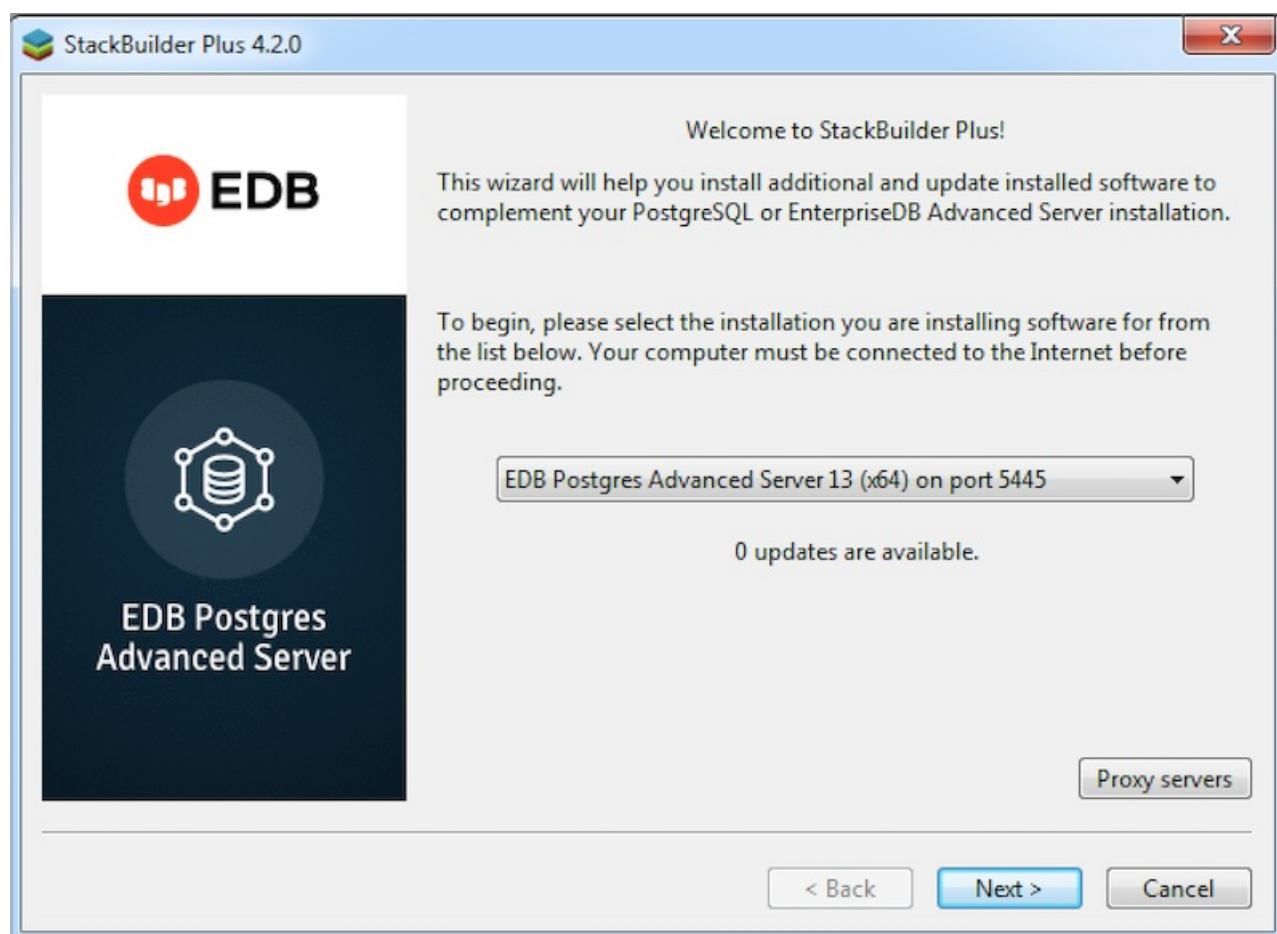 StackBuilder Plus 4.2.0
EDB
EDB Postgres
Advanced Server
Welcome to StackBuilder Plus!
This wizard will help you install additional and update installed software to
complement your PostgreSQL or EnterpriseDB Advanced Server installation.
To begin, please select the installation you are installing software for from
the list below. Your computer must be connected to the Internet before
proceeding.
EDB Postgres Advanced Server 13 (x64) on port 5445
0 updates are available.
Proxy servers
< Back
Next >
Cancel